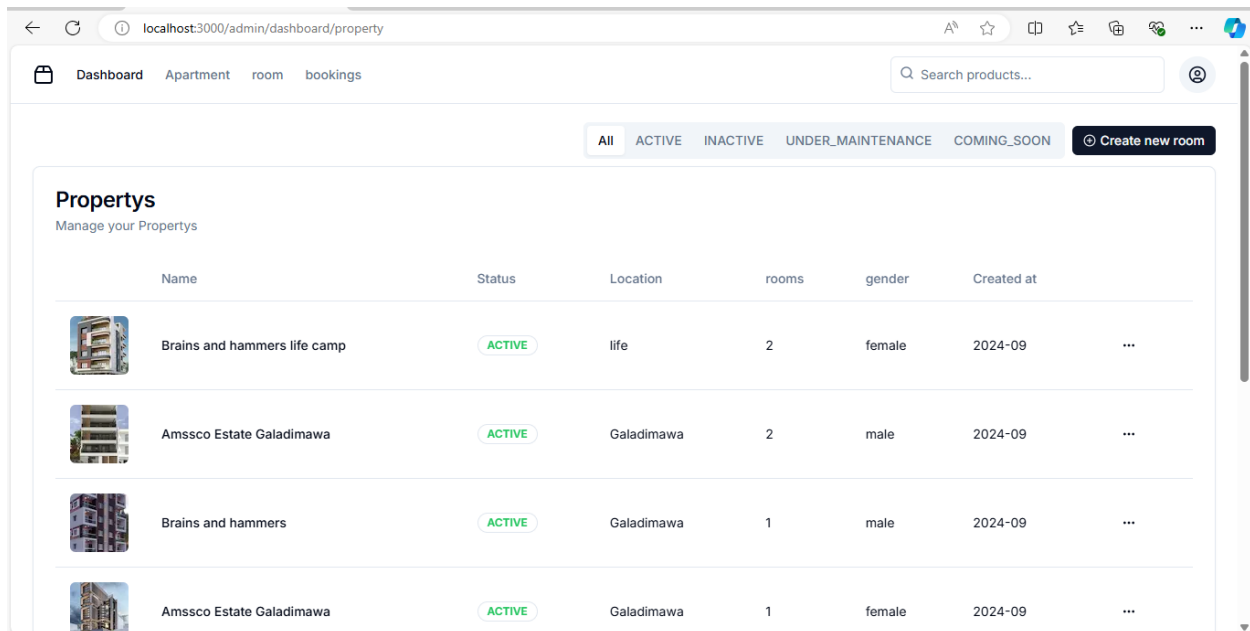 localhost:3000/admin/dashboard/property
Dashboard Apartment room bookings Search products...
All ACTIVE INACTIVE UNDER_MAINTENANCE COMING_SOON Create new room
Propertys
Manage your Propertys
Name Status Location rooms gender Created at
Brains and hammers life camp ACTIVE life 2 female 2024-09
Amssco Estate Galadimawa ACTIVE Galadimawa 2 male 2024-09
Brains and hammers ACTIVE Galadimawa 1 male 2024-09
Amssco Estate Galadimawa ACTIVE Galadimawa 1 female 2024-09